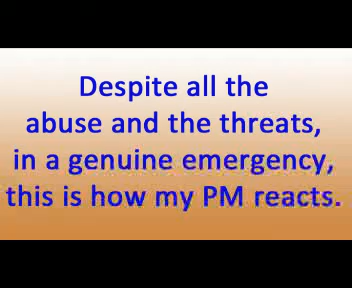 Despite all the
abuse and the threats,
in a genuine emergency,
this is how my PM reacts.